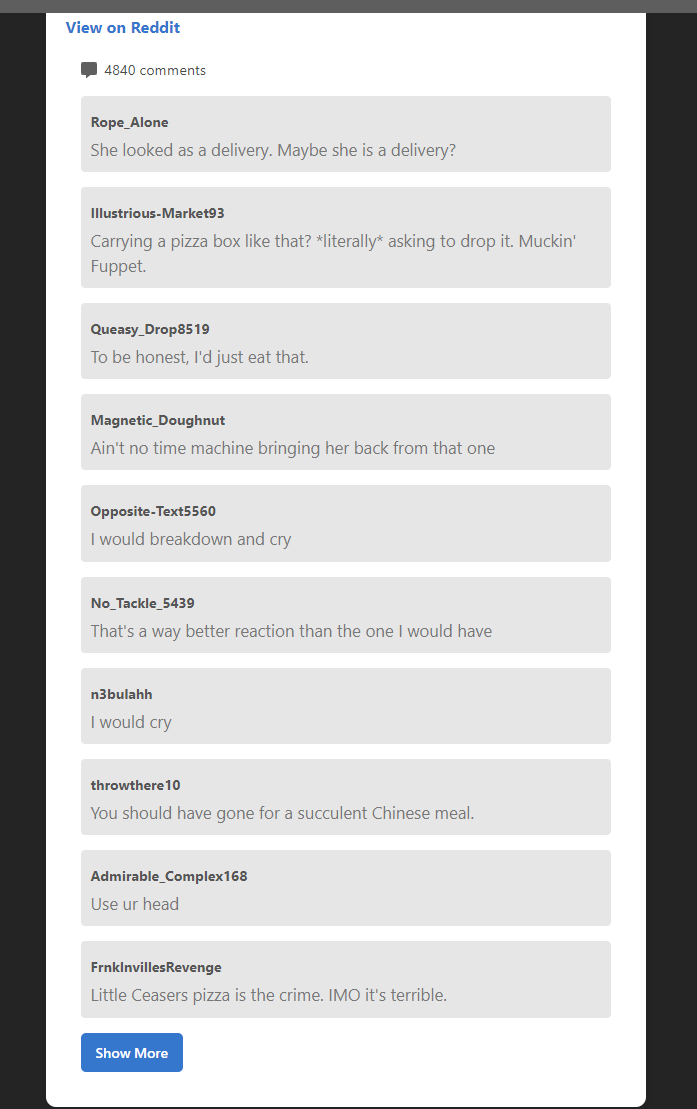 View on Reddit
4840 comments
Rope_Alone
She looked as a delivery. Maybe she is a delivery?
Illustrious-Market93
Carrying a pizza box like that? *literally* asking to drop it. Muckin'
Fuppet.
Queasy_Drop8519
To be honest, I'd just eat that.
Magnetic_Doughnut
Ain't no time machine bringing her back from that one
Opposite-Text5560
I would breakdown and cry
No_Tackle_5439
That's a way better reaction than the one I would have
n3bulahh
I would cry
throwthere10
You should have gone for a succulent Chinese meal.
Admirable_Complex168
Use ur head
FrnklnvillesRevenge
Little Ceasers pizza is the crime. IMO it's terrible.
Show More